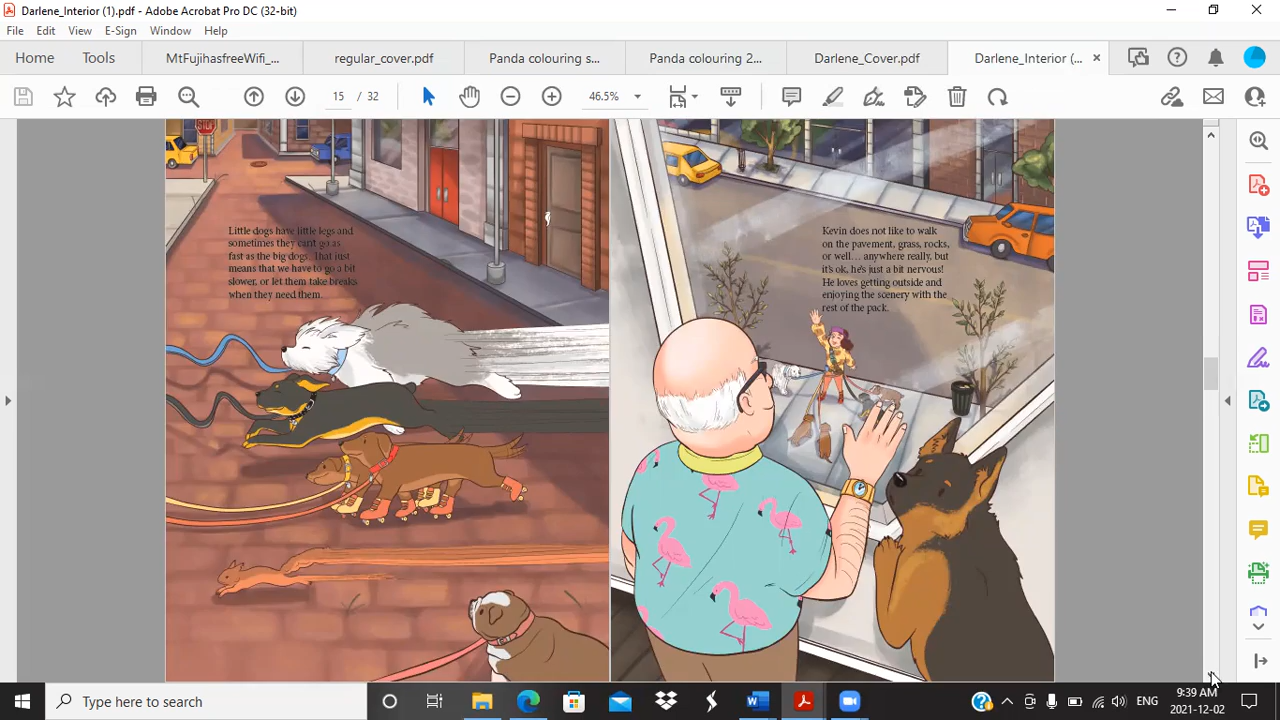 Darlene_Interior (1).pdf - Adobe Acrobat Pro DC (32-bit)
File Edit View E-Sign Window Help
Home Tools MtFujihasfreeWifi_... regular_cover.pdf Panda colouring s... Panda colouring 2... Darlene_Cover.pdf Darlene_Interior (... ×
15 / 32 46.5%
STOP
Little dogs have little legs and
sometimes they can't go as
fast as the big dogs. That just
means that we have to go a bit
slower, or let them take breaks
when they need them.
Kevin does not like to walk
on the pavement, grass, rocks,
or well... anywhere really, but
it's ok, he's just a bit nervous!
He loves getting outside and
enjoying the scenery with the
rest of the pack.
Type here to search
ENG
9:39 AM
2021-12-02